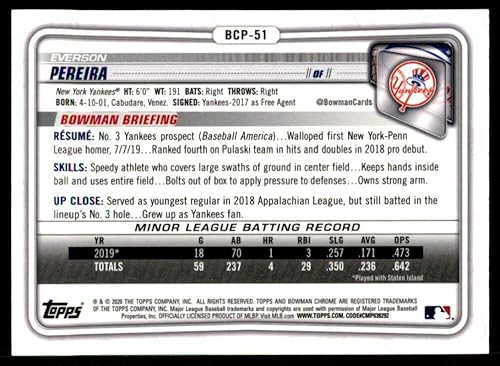 BCP-51
EVERSON
PEREIRA
|| OF ||
Yankees
New York Yankees® HT: 6'0" WT: 191 BATS: Right THROWS: Right
BORN: 4-10-01, Cabudare, Venez. SIGNED: Yankees-2017 as Free Agent
@BowmanCards
BOWMAN BRIEFING
RÉSUMÉ: No. 3 Yankees prospect (Baseball America)...Walloped first New York-Penn
League homer, 7/7/19...Ranked fourth on Pulaski team in hits and doubles in 2018 pro debut.
SKILLS: Speedy athlete who covers large swaths of ground in center field...Keeps hands inside
ball and uses entire field...Bolts out of box to apply pressure to defenses...Owns strong arm.
UP CLOSE: Served as youngest regular in 2018 Appalachian League, but still batted in the
lineup's No. 3 hole...Grew up as Yankees fan.
MINOR LEAGUE BATTING RECORD
YR G AB HR RBI SLG AVG OPS
2019* 18 70 1 3 .257 .171 .473
TOTALS 59 237 4 29 .350 .236 .642
*Played with Staten Island
Topps
® & © 2020 THE TOPPS COMPANY, INC. ALL RIGHTS RESERVED. TOPPS AND BOWMAN CHROME ARE REGISTERED TRADEMARKS
OF THE TOPPS COMPANY, INC. Major League Baseball trademarks and copyrights are used with permission of Major League Baseball
Properties, Inc. OFFICIALLY LICENSED PRODUCT OF MLBP. Visit MLB.com WWW.TOPPS.COM. CODE#CMP038292